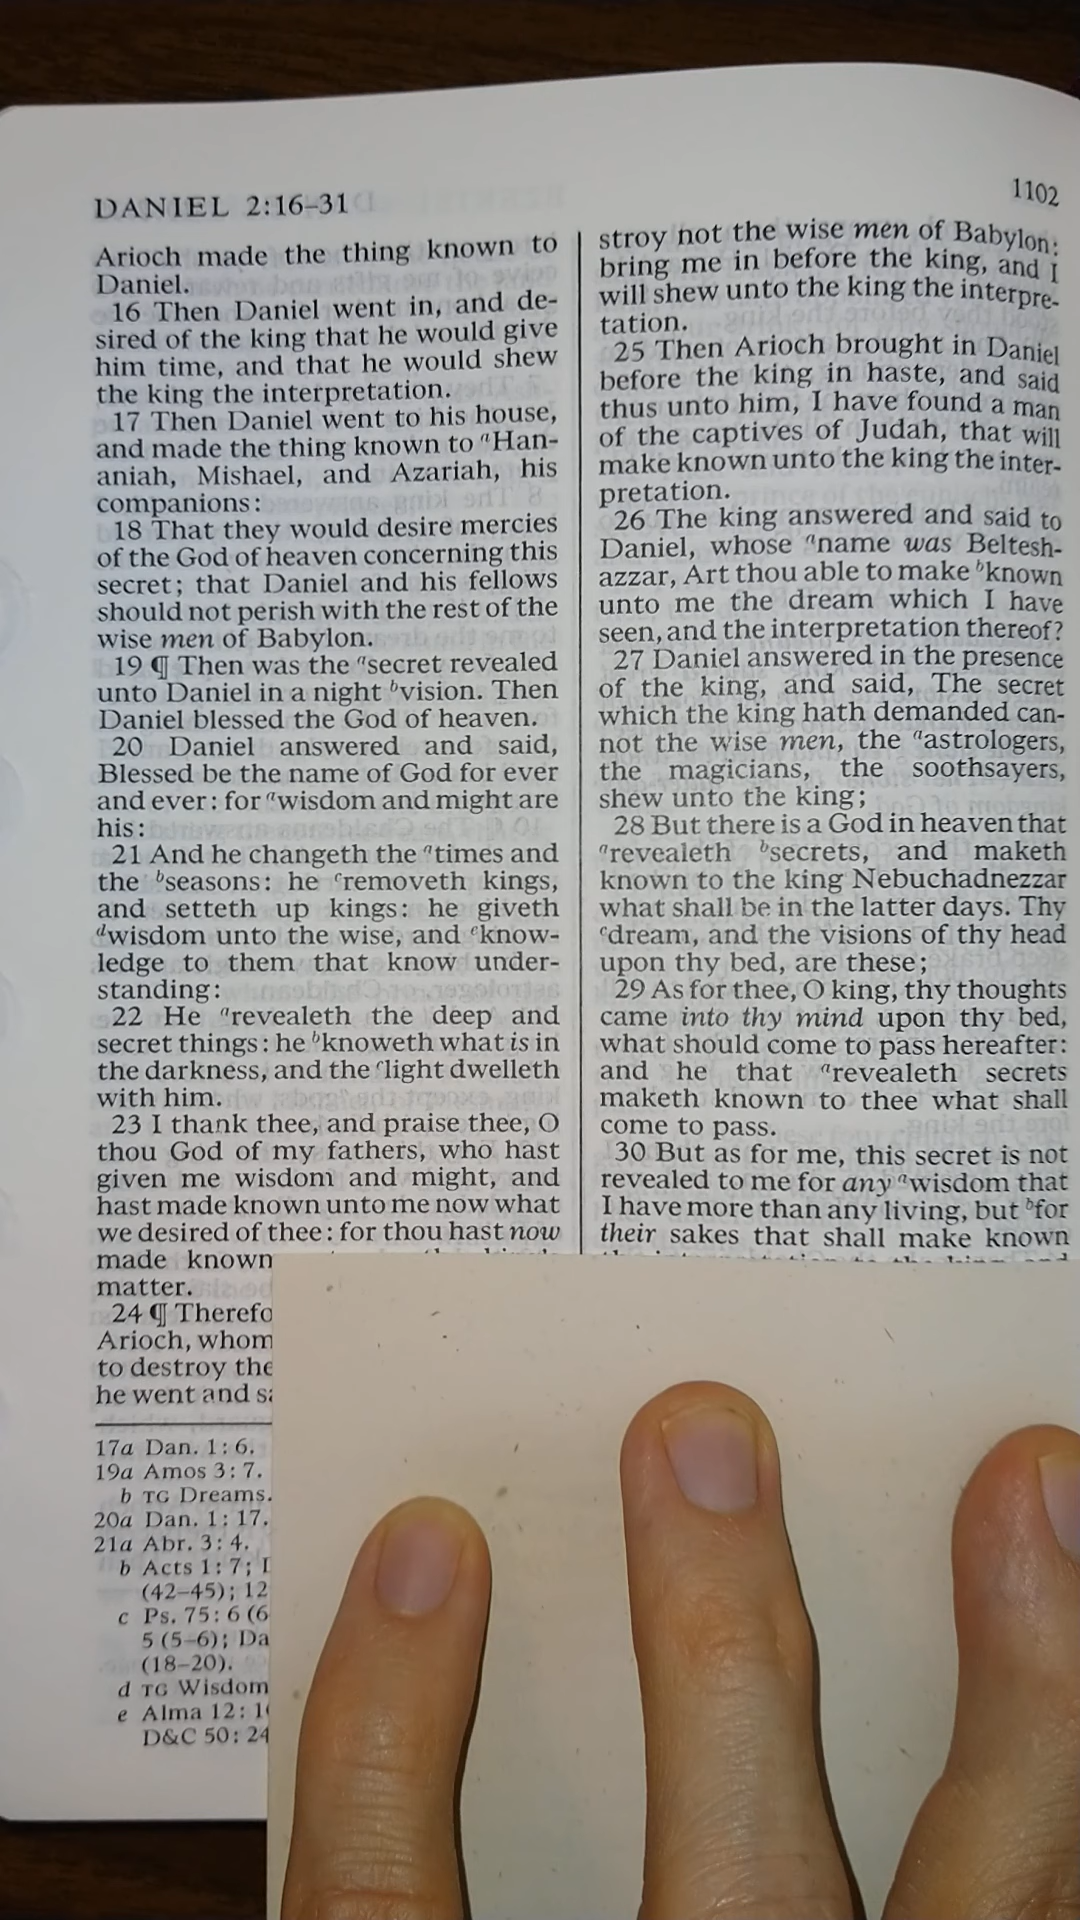 DANIEL 2:16–31
1102
Arioch made the thing known to
Daniel.
16 Then Daniel went in, and de-
sired of the king that he would give
him time, and that he would shew
the king the interpretation.
17 Then Daniel went to his house,
and made the thing known to aHan-
aniah, Mishael, and Azariah, his
companions:
18 That they would desire mercies
of the God of heaven concerning this
secret; that Daniel and his fellows
should not perish with the rest of the
wise men of Babylon.
19 ¶ Then was the asecret revealed
unto Daniel in a night bvision. Then
Daniel blessed the God of heaven.
20 Daniel answered and said,
Blessed be the name of God for ever
and ever: for awisdom and might are
his:
21 And he changeth the atimes and
the bseasons: he cremoveth kings,
and setteth up kings: he giveth
dwisdom unto the wise, and eknow-
ledge to them that know under-
standing:
22 He arevealeth the deep and
secret things: he bknoweth what is in
the darkness, and the clight dwelleth
with him.
23 I thank thee, and praise thee, O
thou God of my fathers, who hast
given me wisdom and might, and
hast made known unto me now what
we desired of thee: for thou hast now
made known
matter.
24 ¶ Therefo
Arioch, whom
to destroy the
he went and sa
stroy not the wise men of Babylon:
bring me in before the king, and I
will shew unto the king the interpre-
tation.
25 Then Arioch brought in Daniel
before the king in haste, and said
thus unto him, I have found a man
of the captives of Judah, that will
make known unto the king the inter-
pretation.
26 The king answered and said to
Daniel, whose aname was Beltesh-
azzar, Art thou able to make bknown
unto me the dream which I have
seen, and the interpretation thereof?
27 Daniel answered in the presence
of the king, and said, The secret
which the king hath demanded can-
not the wise men, the aastrologers,
the magicians, the soothsayers,
shew unto the king;
28 But there is a God in heaven that
arevealeth bsecrets, and maketh
known to the king Nebuchadnezzar
what shall be in the latter days. Thy
cdream, and the visions of thy head
upon thy bed, are these;
29 As for thee, O king, thy thoughts
came into thy mind upon thy bed,
what should come to pass hereafter:
and he that arevealeth secrets
maketh known to thee what shall
come to pass.
30 But as for me, this secret is not
revealed to me for any awisdom that
I have more than any living, but bfor
their sakes that shall make known
17a Dan. 1:6.
19a Amos 3:7.
b TG Dreams.
20a Dan. 1:17.
21a Abr. 3:4.
b Acts 1:7;
(42–45); 12
c Ps. 75:6 (6
5 (5–6); Da
(18–20).
d TG Wisdom
e Alma 12:
D&C 50:24